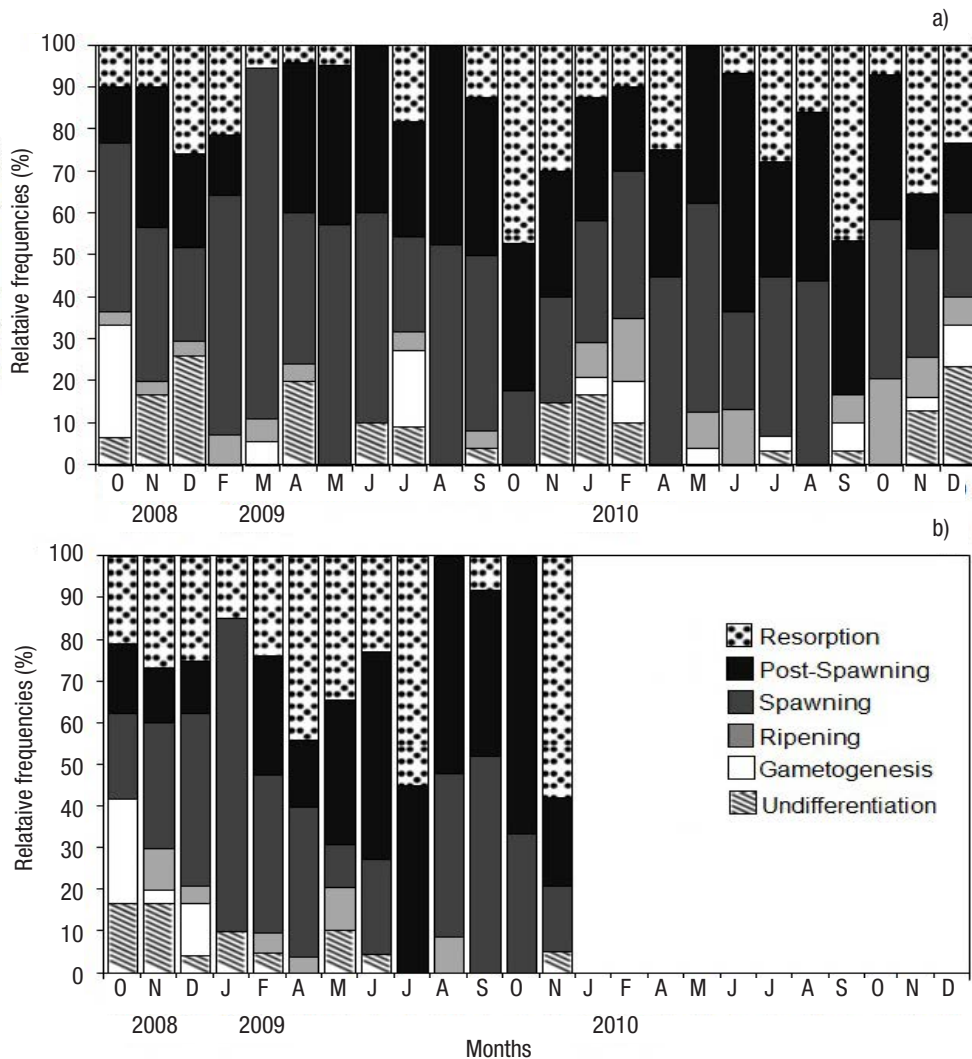 a)
100
90
80
70
60
50
40
30
20
10
0
Relataive frequencies (%)
O N D F M A M J J A S O N J F A M J J A S O N D
2008 2009 2010
b)
100
90
80
70
60
50
40
30
20
10
0
Relataive frequencies (%)
Resorption
Post-Spawning
Spawning
Ripening
Gametogenesis
Undifferentiation
O N D J F A M J J A S O N J F A M J J A S O N D
2008 2009 2010
Months